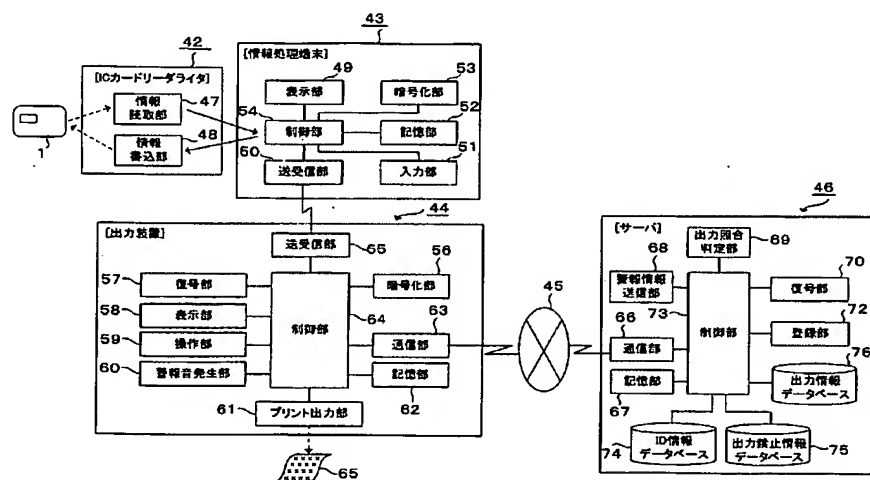 42
[ICカードリーダライタ]
情報
読取部
47
情報
書込部
48
1
43
[情報処理端末]
49
表示部
53
暗号化部
54
制御部
52
記憶部
50
送受信部
51
入力部
44
[出力装置]
送受信部
55
56
57
復号部
暗号化部
58
表示部
制御部
64
63
59
操作部
通信部
60
警報音発生部
記憶部
62
61
プリント出力部
65
45
46
[サーバ]
出力照合
判定部
69
68
警報情報
送信部
70
復号部
73
制御部
66
通信部
72
登録部
76
記憶部
67
出力情報
データベース
74
ID情報
データベース
出力禁止情報
データベース
75